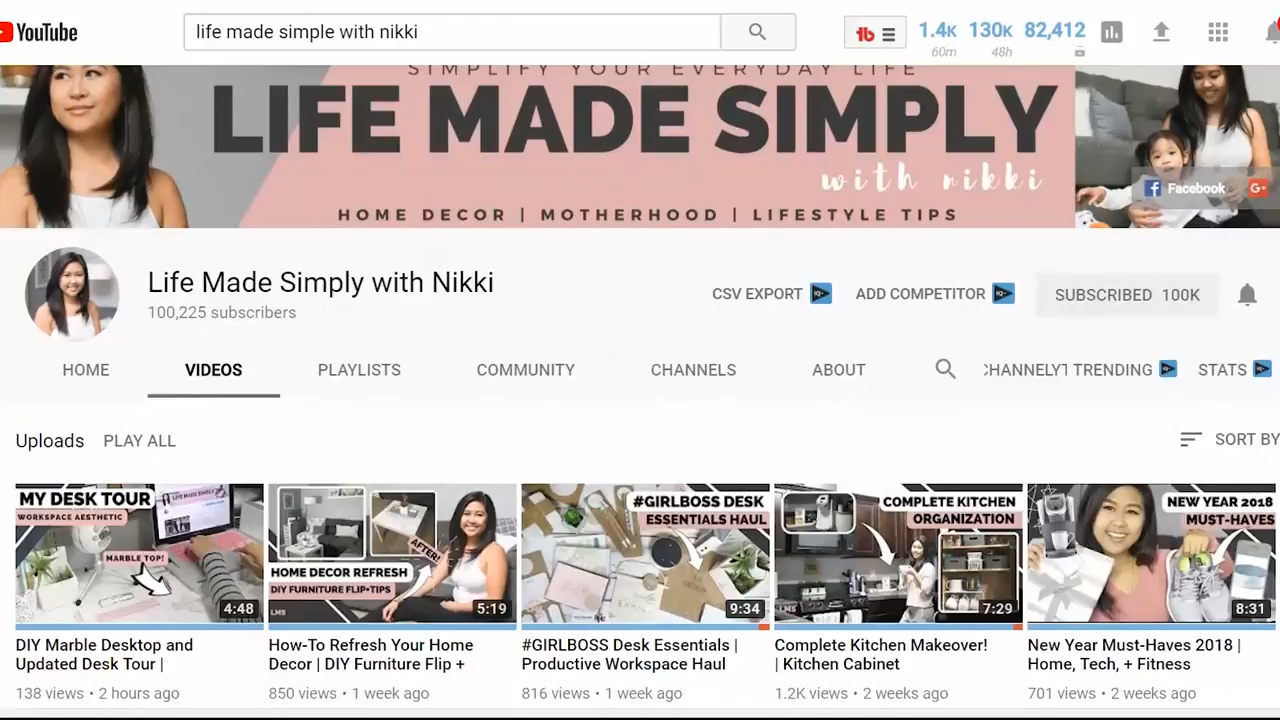 YouTube
life made simple with nikki
tb
1.4K 130K 82,412
60m 48h
SIMPLIFY YOUR EVERYDAY LIFE
LIFE MADE SIMPLY
with nikki
HOME DECOR | MOTHERHOOD | LIFESTYLE TIPS
Facebook G+
Life Made Simply with Nikki
100,225 subscribers
CSV EXPORT ADD COMPETITOR SUBSCRIBED 100K
HOME VIDEOS PLAYLISTS COMMUNITY CHANNELS ABOUT TRENDING STATS
Uploads PLAY ALL SORT BY
MY DESK TOUR
WORKSPACE AESTHETIC
MARBLE TOP!
4:48
AFTER!
HOME DECOR REFRESH
DIY FURNITURE FLIP+TIPS
LMS
5:19
#GIRLBOSS DESK
ESSENTIALS HAUL
9:34
COMPLETE KITCHEN
ORGANIZATION
LMS
7:29
NEW YEAR 2018
MUST-HAVES
8:31
DIY Marble Desktop and
Updated Desk Tour |
138 views • 2 hours ago
How-To Refresh Your Home
Decor | DIY Furniture Flip +
850 views • 1 week ago
#GIRLBOSS Desk Essentials |
Productive Workspace Haul
816 views • 1 week ago
Complete Kitchen Makeover!
| Kitchen Cabinet
1.2K views • 2 weeks ago
New Year Must-Haves 2018 |
Home, Tech, + Fitness
701 views • 2 weeks ago